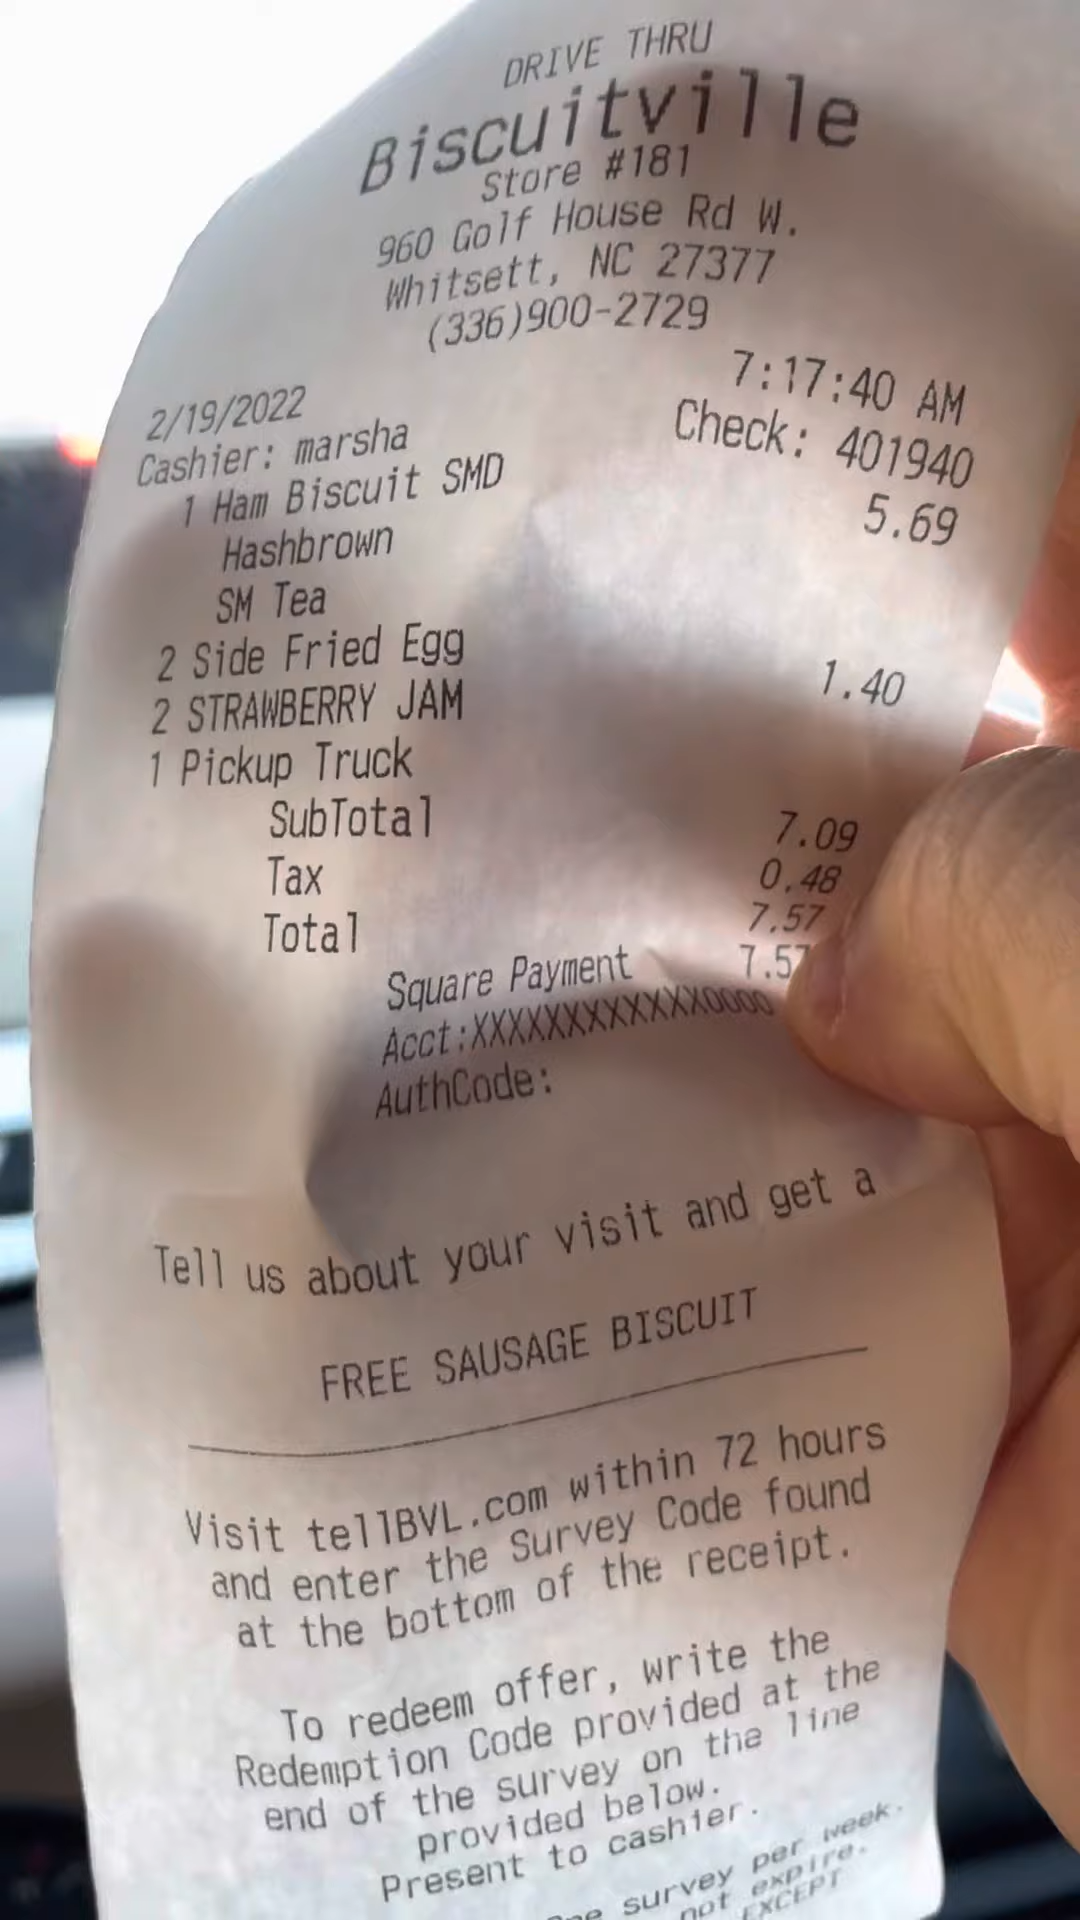 DRIVE THRU
Biscuitville
Store #181
960 Golf House Rd W.
Whitsett, NC 27377
(336)900-2729
2/19/2022 7:17:40 AM
Cashier: marsha Check: 401940
1 Ham Biscuit SMD 5.69
Hashbrown
SM Tea
2 Side Fried Egg 1.40
2 STRAWBERRY JAM
1 Pickup Truck
SubTotal 7.09
Tax 0.48
Total 7.57
Square Payment 7.57
Acct:XXXXXXXXXXXX0000
AuthCode:
Tell us about your visit and get a
FREE SAUSAGE BISCUIT
Visit tellBVL.com within 72 hours
and enter the Survey Code found
at the bottom of the receipt.
To redeem offer, write the
Redemption Code provided at the
end of the survey on the line
provided below.
Present to cashier.
survey per week.
not expire.
EXCEPT